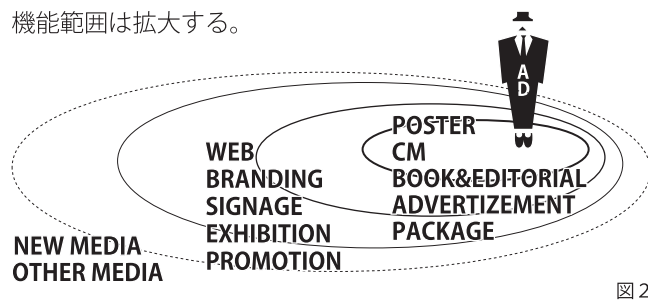 機能範囲は拡大する。
AD
POSTER
CM
BOOK&EDITORIAL
ADVERTIZEMENT
PACKAGE
WEB
BRANDING
SIGNAGE
EXHIBITION
PROMOTION
NEW MEDIA
OTHER MEDIA
図2